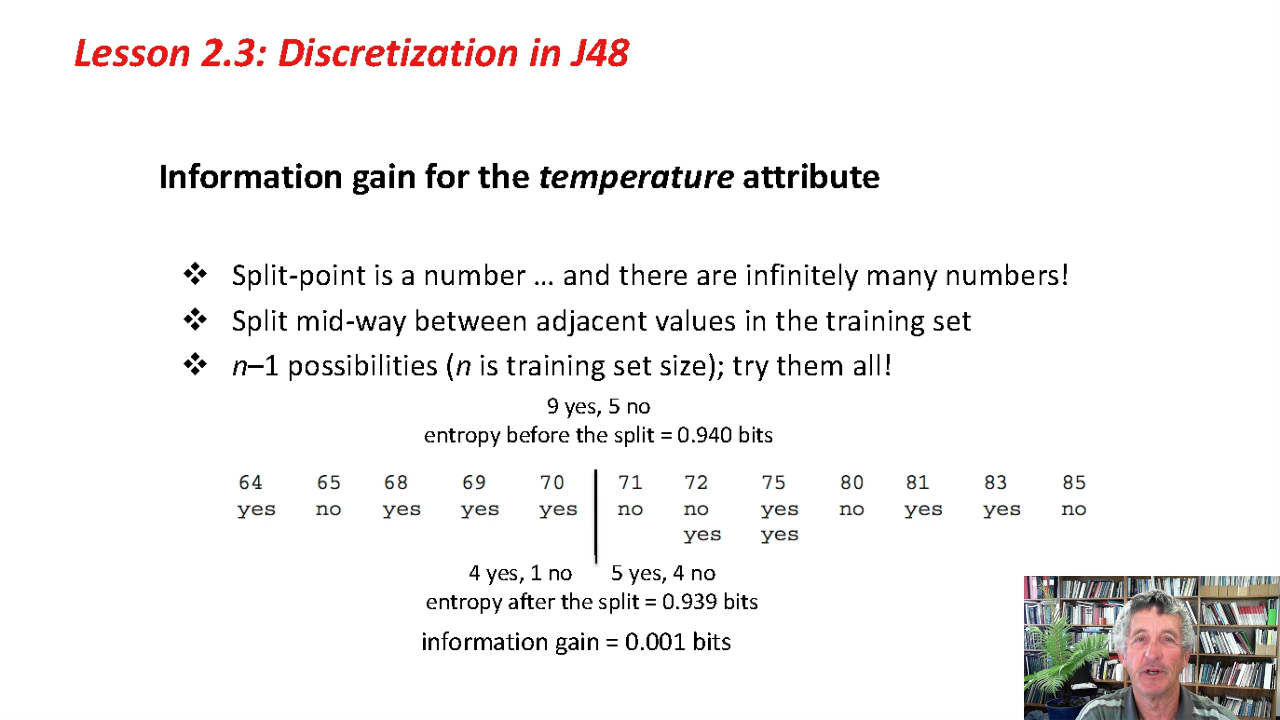 Lesson 2.3: Discretization in J48
Information gain for the temperature attribute
❖ Split-point is a number … and there are infinitely many numbers!
❖ Split mid-way between adjacent values in the training set
❖ n–1 possibilities (n is training set size); try them all!
9 yes, 5 no
entropy before the split = 0.940 bits
64 65 68 69 70 71 72 75 80 81 83 85
yes no yes yes yes no no yes no yes yes no
yes yes
4 yes, 1 no 5 yes, 4 no
entropy after the split = 0.939 bits
information gain = 0.001 bits